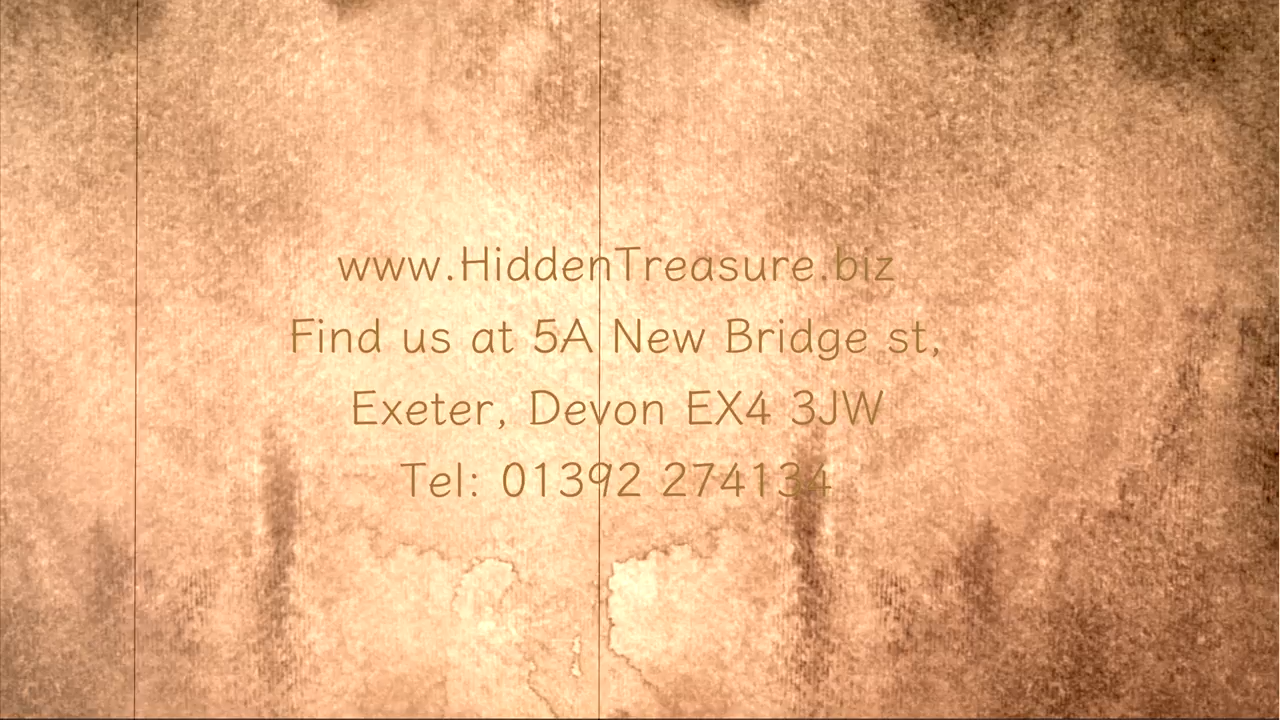 www.HiddenTreasure.biz
Find us at 5A New Bridge st,
Exeter, Devon EX4 3JW
Tel: 01392 274134